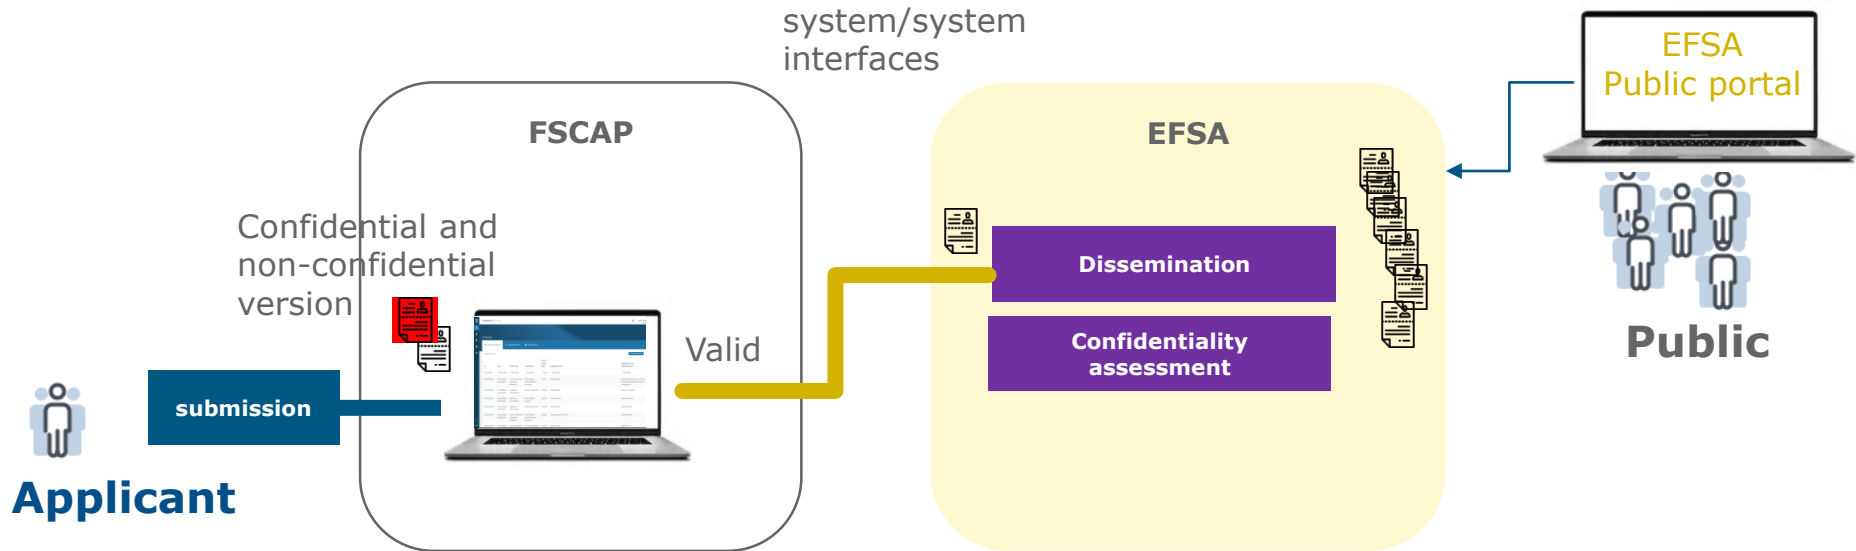 system/system
interfaces
EFSA
Public portal
FSCAP
EFSA
Confidential and
non-confidential
version
Dissemination
Confidentiality
assessment
Valid
submission
Applicant
Public